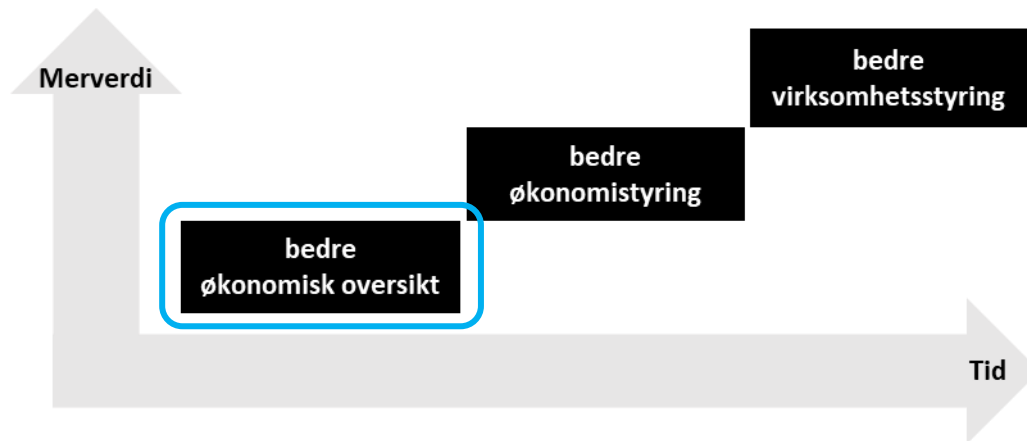 bedre
virksomhetsstyring
Merverdi
bedre
økonomistyring
bedre
økonomisk oversikt
Tid